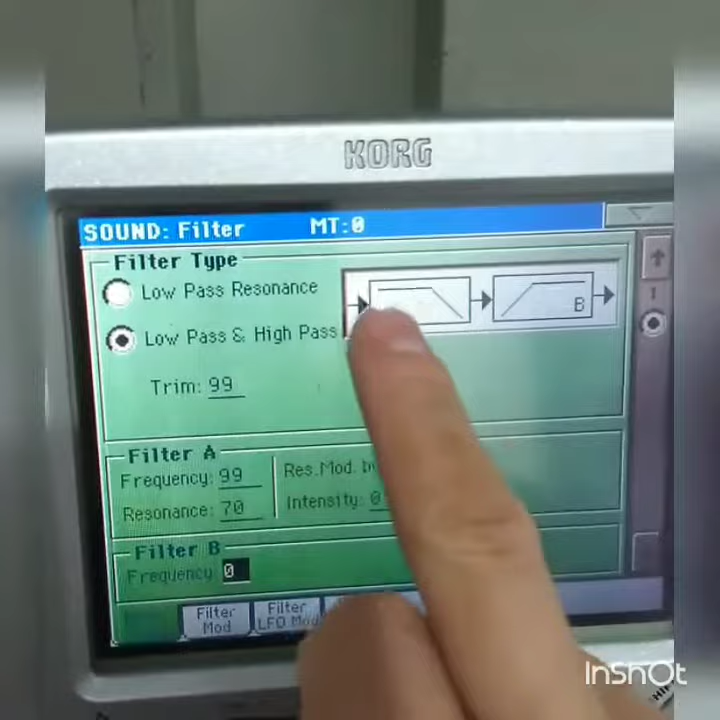 KORG
SOUND: Filter MT:0
Filter Type
Low Pass Resonance
Low Pass & High Pass
B
Trim: 99
Filter A
Frequency: 99
Res.Mod. by
Resonance: 70
Intensity: 0
Filter B
Frequency 0
Filter Mod
Filter LFO Mod
InShOt